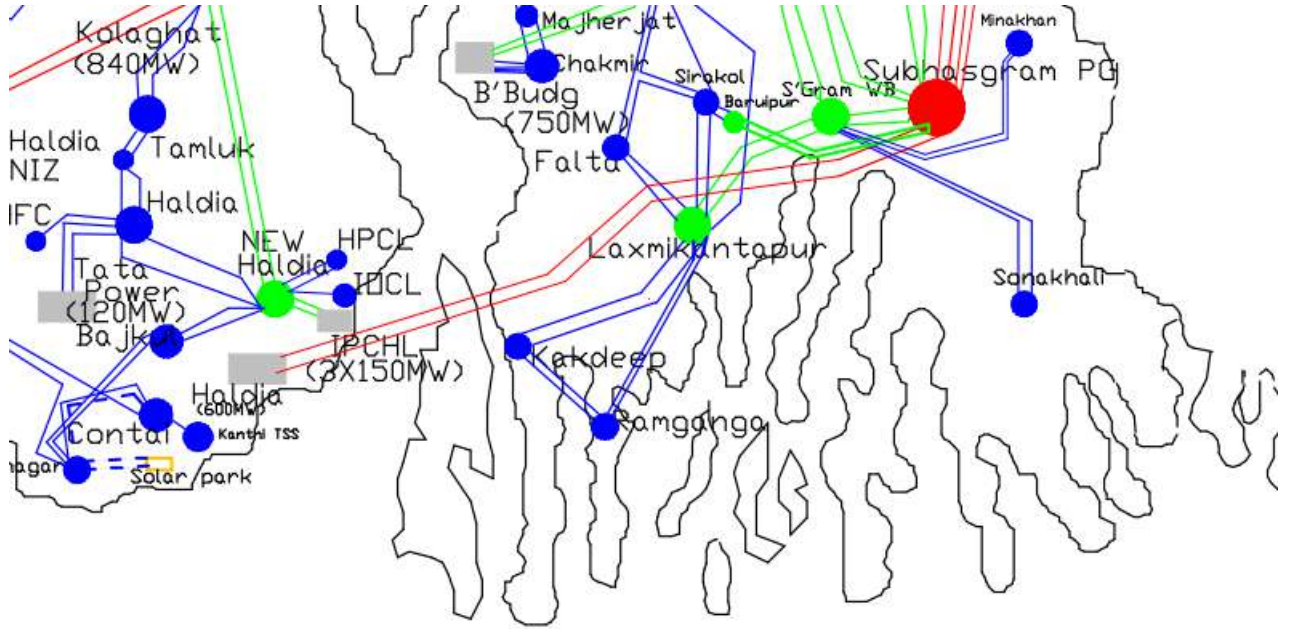 Kolaghat
(840MW)
Majherjat
Chakmir
Minakhan
Sirakol
Subhasgram PG
B'Budg
(750MW)
S'Gram WB
Baruipur
Haldia
NIZ
Tamluk
Falta
Haldia
NEW
Haldia
HPCL
Laxmikantapur
Tata
Power
(120MW)
IOCL
Sonakhali
Bajkul
IPCHL
(3X150MW)
Kakdeep
Haldia
(600MW)
Contai
Kanthi TSS
Ramganga
Solar park